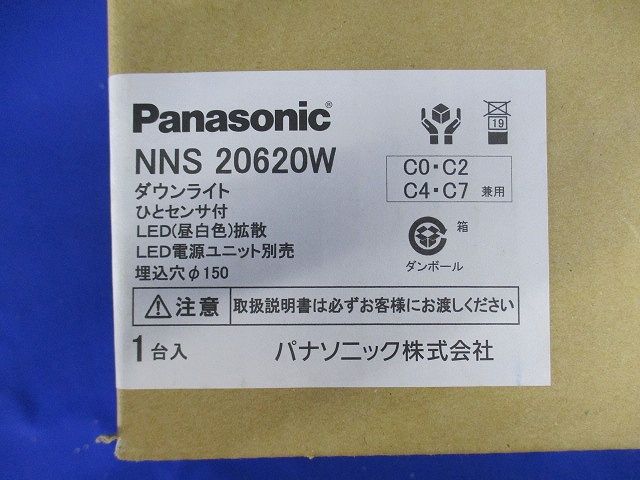 Panasonic®
NNS 20620W
ダウンライト
ひとセンサ付
LED(昼白色)拡散
LED電源ユニット別売
埋込穴φ150
19
C0・C2
C4・C7 兼用
箱
ダンボール
注意 取扱説明書は必ずお客様にお渡しください
1台入
パナソニック株式会社